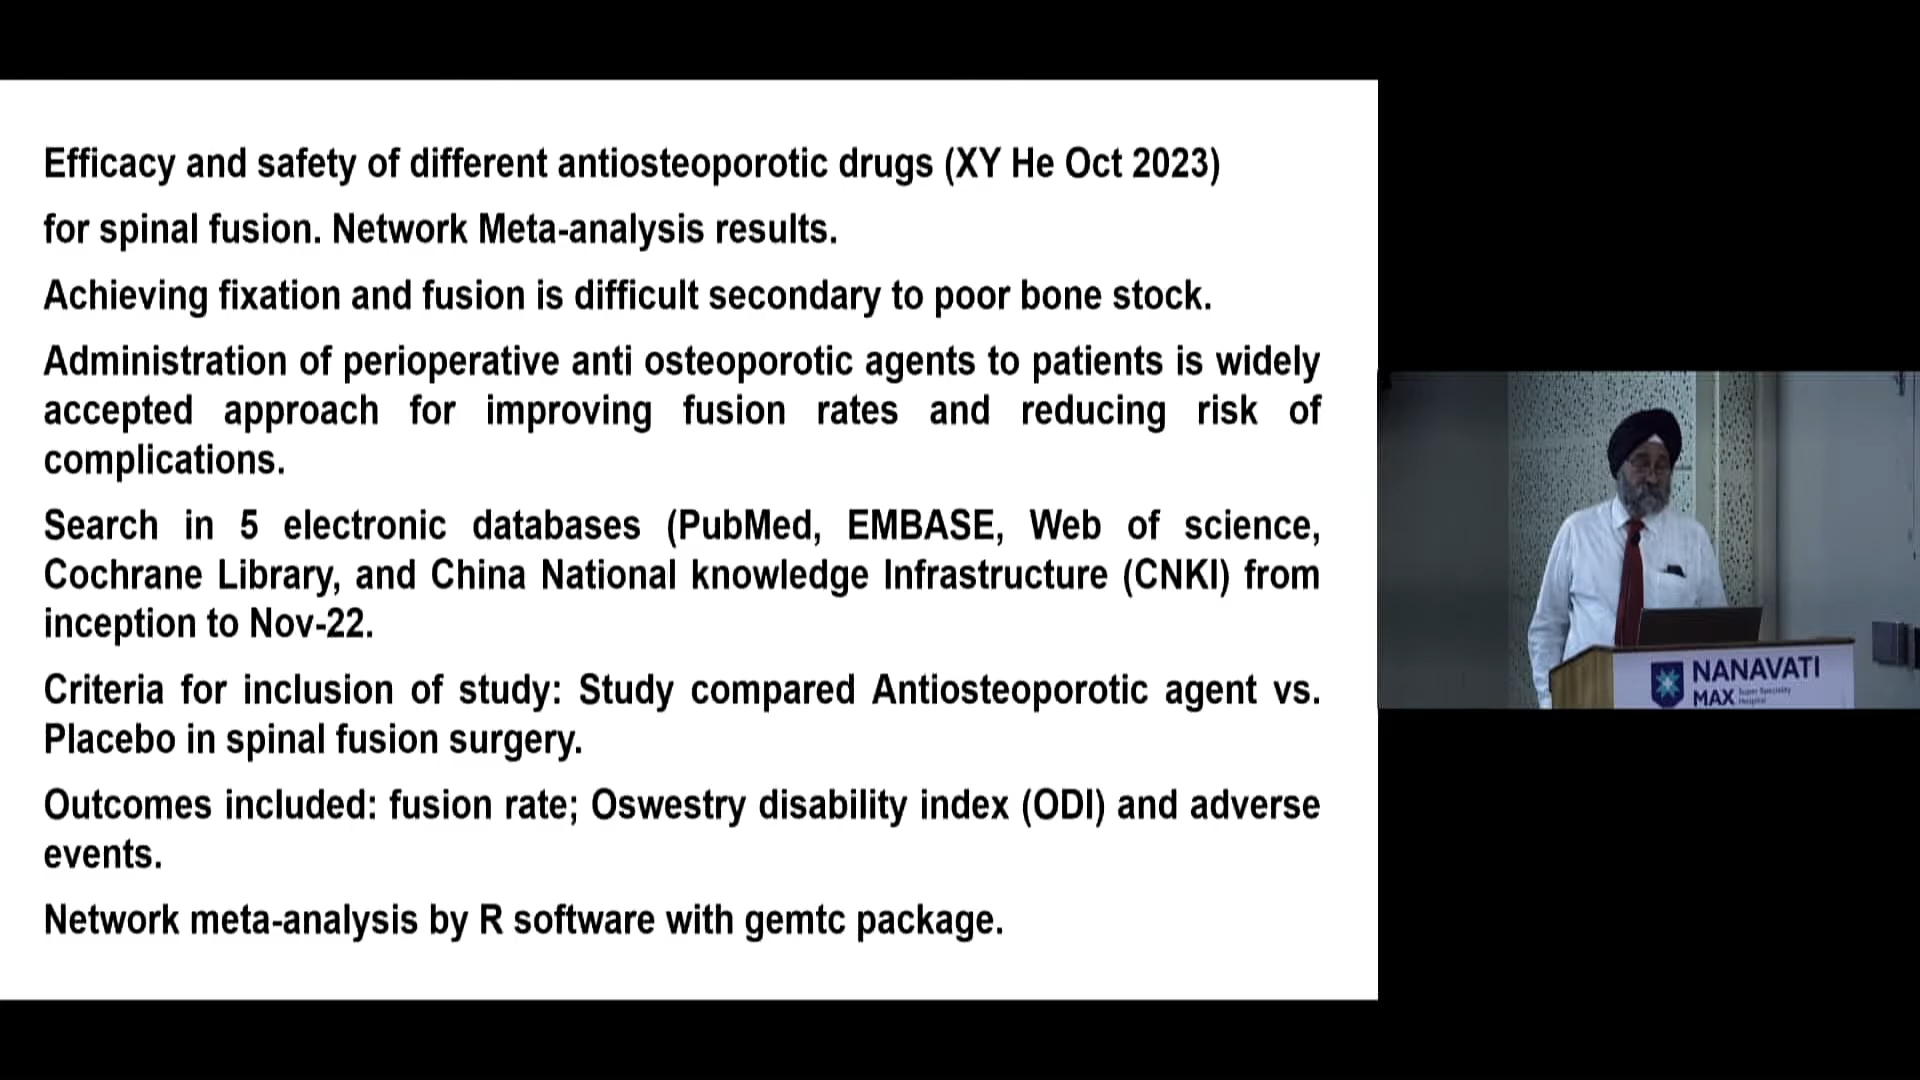 Efficacy and safety of different antiosteoporotic drugs (XY He Oct 2023)
for spinal fusion. Network Meta-analysis results.
Achieving fixation and fusion is difficult secondary to poor bone stock.
Administration of perioperative anti osteoporotic agents to patients is widely
accepted approach for improving fusion rates and reducing risk of
complications.
Search in 5 electronic databases (PubMed, EMBASE, Web of science,
Cochrane Library, and China National knowledge Infrastructure (CNKI) from
inception to Nov-22.
Criteria for inclusion of study: Study compared Antiosteoporotic agent vs.
Placebo in spinal fusion surgery.
Outcomes included: fusion rate; Oswestry disability index (ODI) and adverse
events.
Network meta-analysis by R software with gemtc package.
NANAVATI
MAX Super Speciality
Hospital